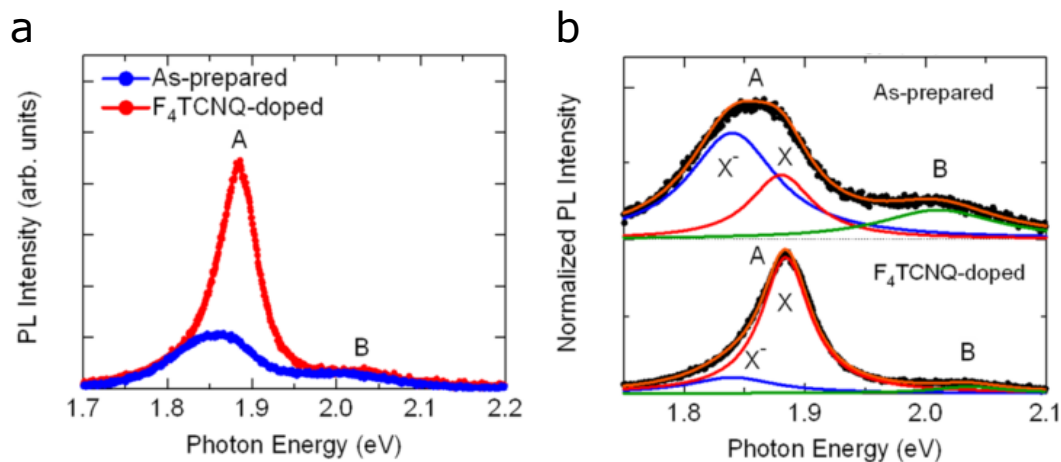 a
As-prepared
F₄TCNQ-doped
A
B
PL Intensity (arb. units)
1.7 1.8 1.9 2.0 2.1 2.2
Photon Energy (eV)
b
A
As-prepared
X⁻
X
B
A
F₄TCNQ-doped
X
X⁻
B
Normalized PL Intensity
1.8 1.9 2.0 2.1
Photon Energy (eV)